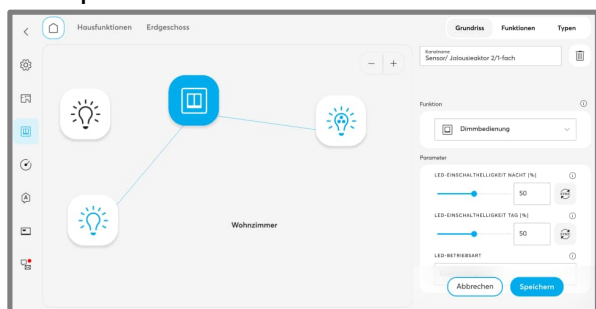 Hausfunktionen Erdgeschoss
Grundriss Funktionen Typen
Kanalname
Sensor/ Jalousieaktor 2/1-fach
Funktion
Dimmbedienung
Parameter
LED-EINSCHALTHELLIGKEIT NACHT (%)
50
LED-EINSCHALTHELLIGKEIT TAG (%)
50
LED-BETRIEBSART
Abbrechen Speichern
Wohnzimmer